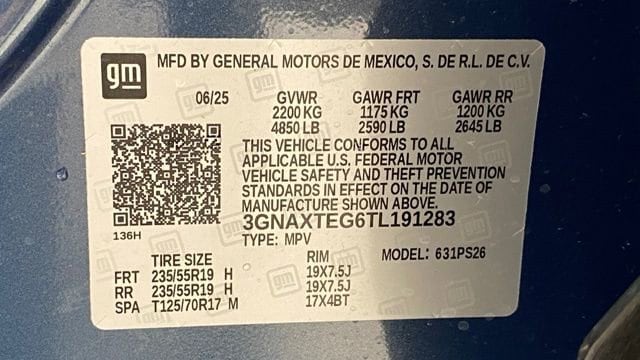 gm MFD BY GENERAL MOTORS DE MEXICO, S. DE R.L. DE C.V.
06/25 GVWR GAWR FRT GAWR RR
2200 KG 1175 KG 1200 KG
4850 LB 2590 LB 2645 LB
THIS VEHICLE CONFORMS TO ALL
APPLICABLE U.S. FEDERAL MOTOR
VEHICLE SAFETY AND THEFT PREVENTION
STANDARDS IN EFFECT ON THE DATE OF
MANUFACTURE SHOWN ABOVE.
3GNAXTEG6TL191283
136H
TYPE: MPV
TIRE SIZE RIM MODEL: 631PS26
FRT 235/55R19 H 19X7.5J
RR 235/55R19 H 19X7.5J
SPA T125/70R17 M 17X4BT